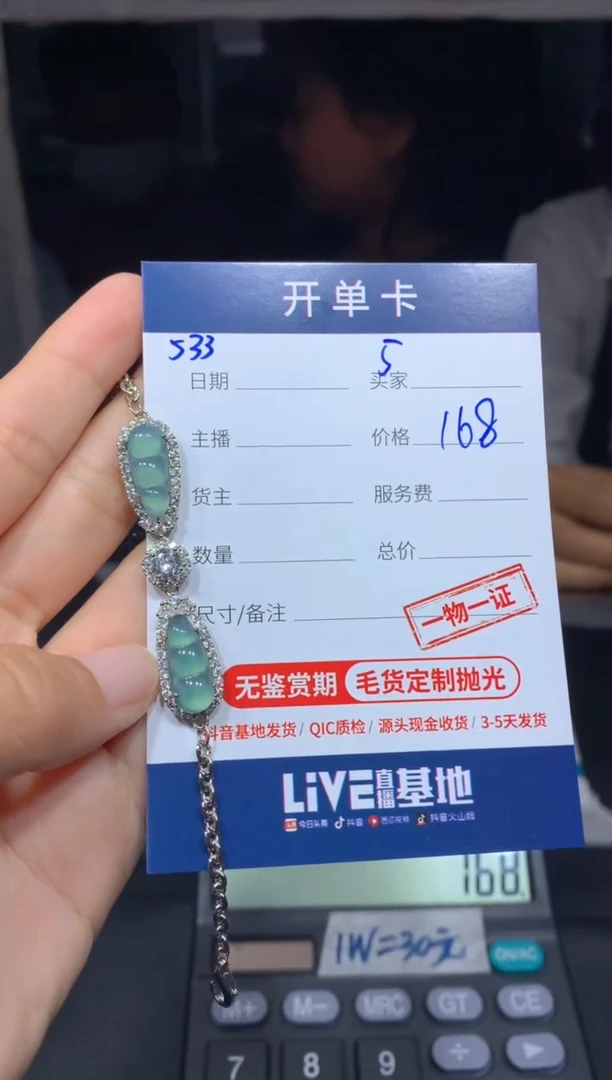 开单卡
533
5
日期
买家
主播
价格 168
货主
服务费
数量
总价
尺寸/备注
一物一证
无鉴赏期 毛货定制抛光
抖音基地发货/ QIC质检/ 源头现金收货/ 3-5天发货
LiVE直播基地
今日头条 抖音 西瓜视频 抖音火山版
168
1W=30元
ON/AC
M+ M- MRC GT CE
7 8 9 ÷ ▶